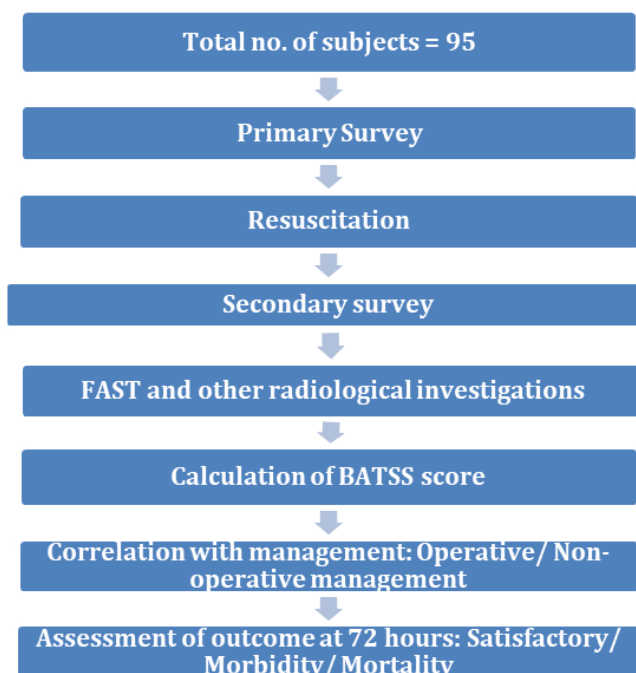 Total no. of subjects = 95
Primary Survey
Resuscitation
Secondary survey
FAST and other radiological investigations
Calculation of BATSS score
Correlation with management: Operative/ Non-
operative management
Assessment of outcome at 72 hours: Satisfactory/
Morbidity/ Mortality